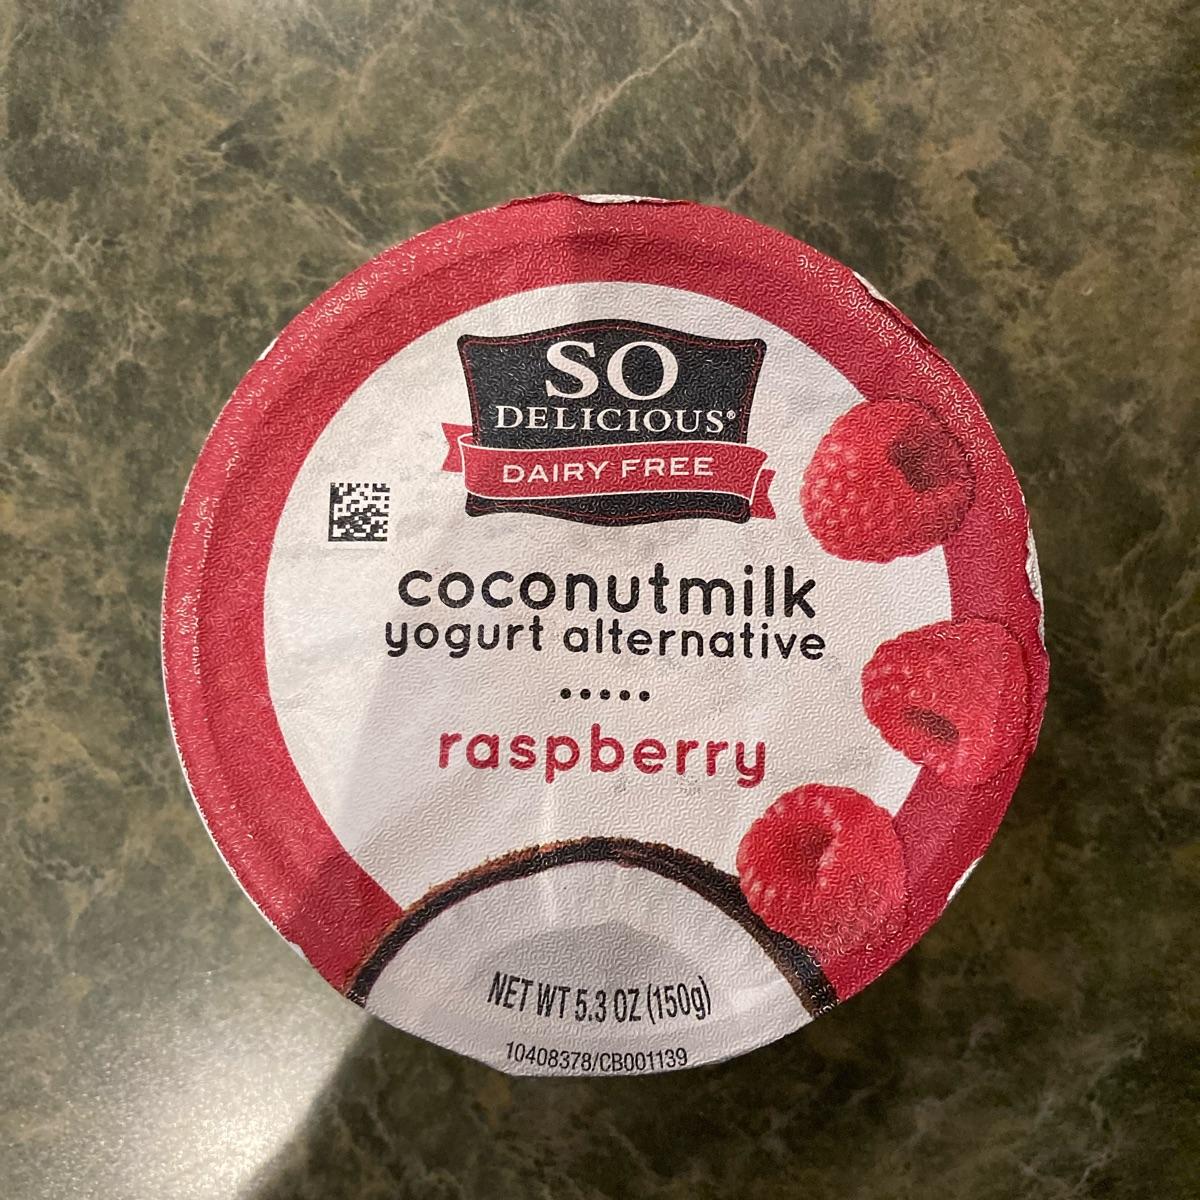 SO
DELICIOUS®
DAIRY FREE
coconutmilk
yogurt alternative
raspberry
NET WT 5.3 OZ (150g)
10408378/CB001139